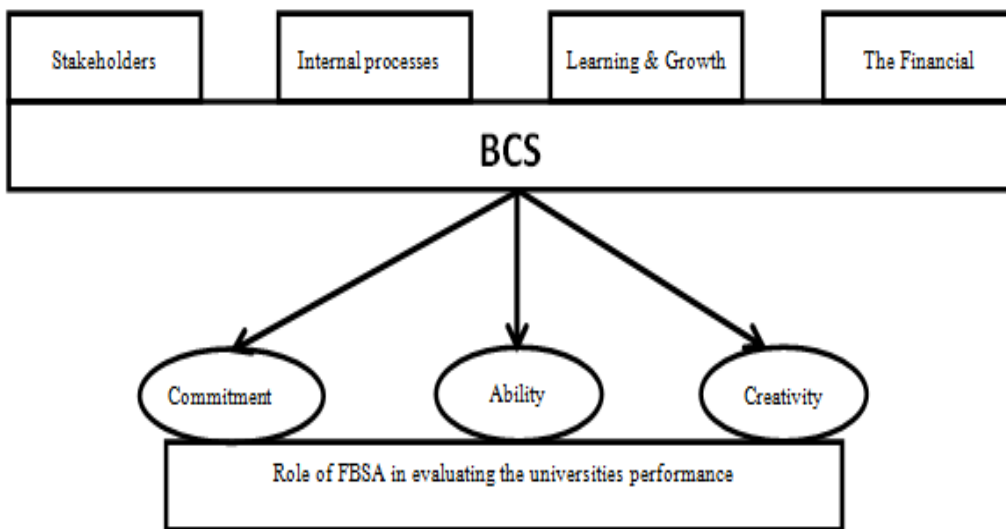 Stakeholders
Internal processes
Learning & Growth
The Financial
BCS
Commitment
Ability
Creativity
Role of FBSA in evaluating the universities performance